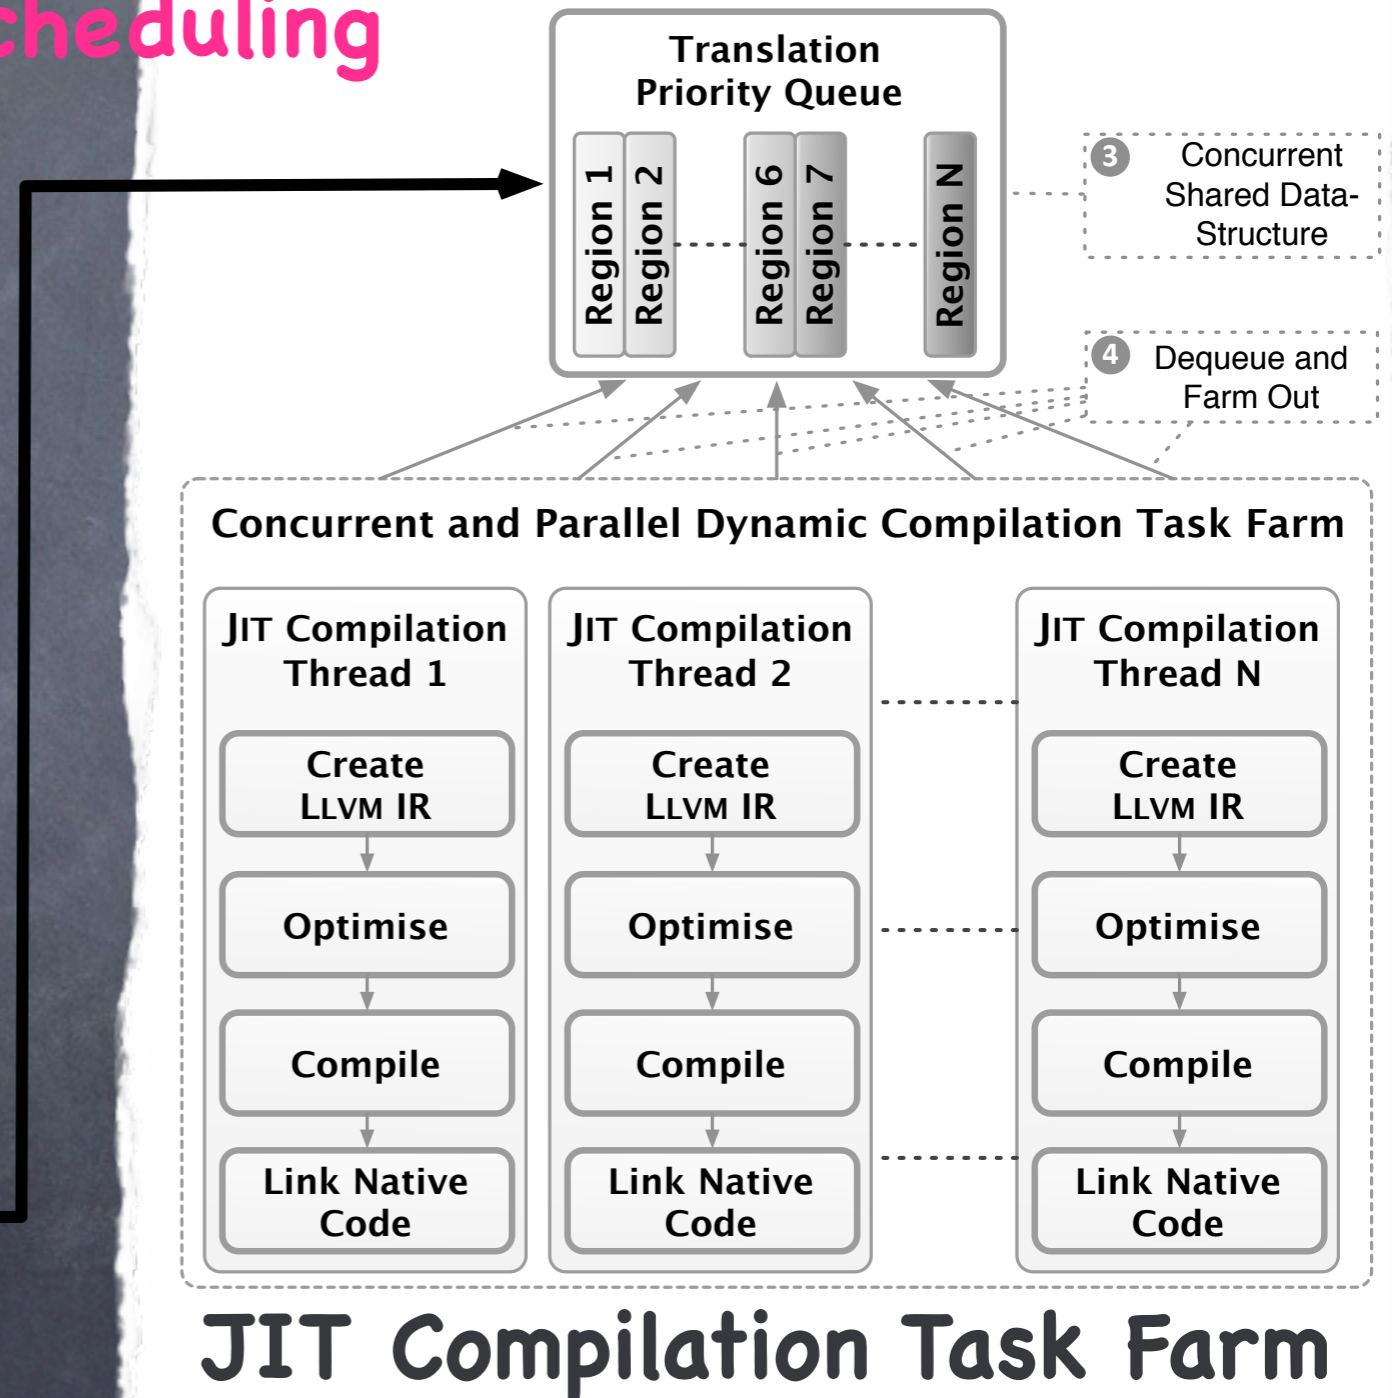 cheduling
Translation
Priority Queue
Region 1
Region 2
Region 6
Region 7
Region N
3
Concurrent
Shared Data-
Structure
4
Dequeue and
Farm Out
Concurrent and Parallel Dynamic Compilation Task Farm
JIT Compilation
Thread 1
Create
LLVM IR
Optimise
Compile
Link Native
Code
JIT Compilation
Thread 2
Create
LLVM IR
Optimise
Compile
Link Native
Code
JIT Compilation
Thread N
Create
LLVM IR
Optimise
Compile
Link Native
Code
JIT Compilation Task Farm